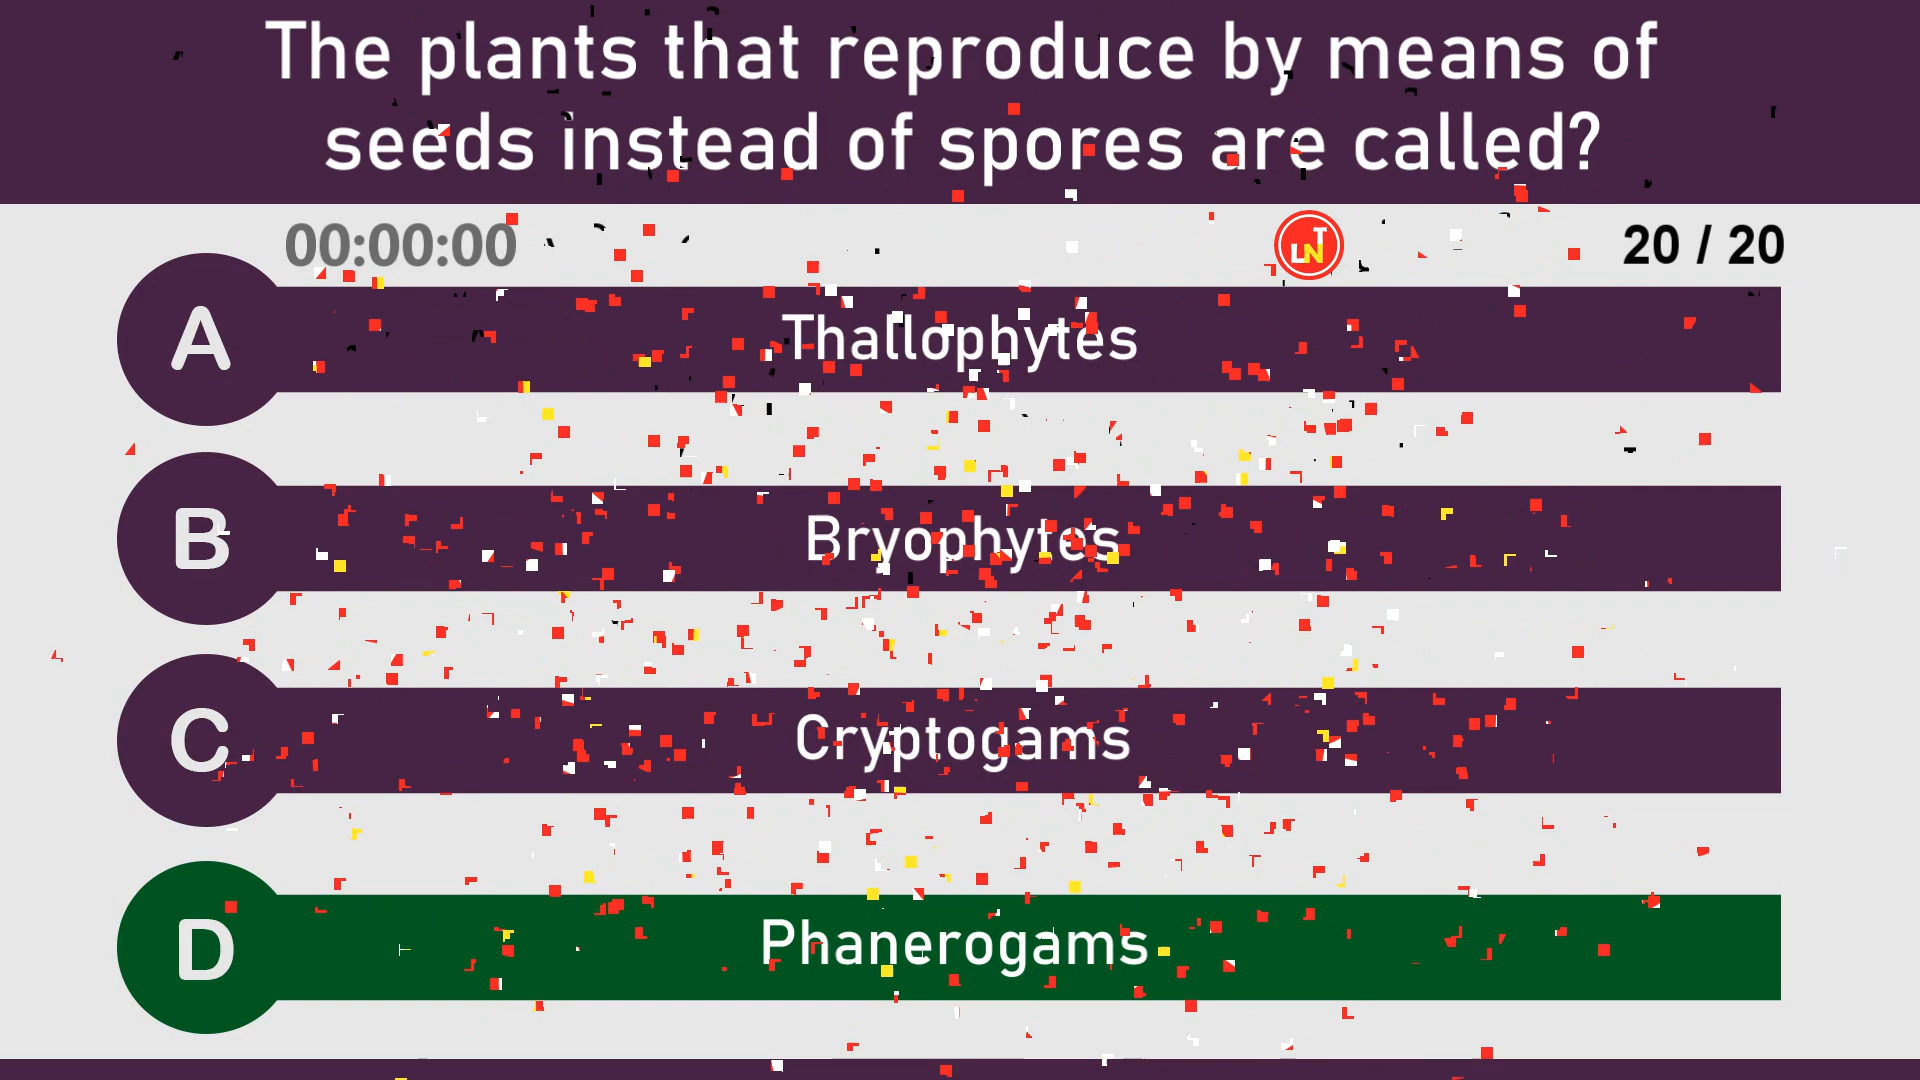 The plants that reproduce by means of
seeds instead of spores are called?
00:00:00
LNT
20 / 20
A
Thallophytes
B
Bryophytes
C
Cryptogams
D
Phanerogams